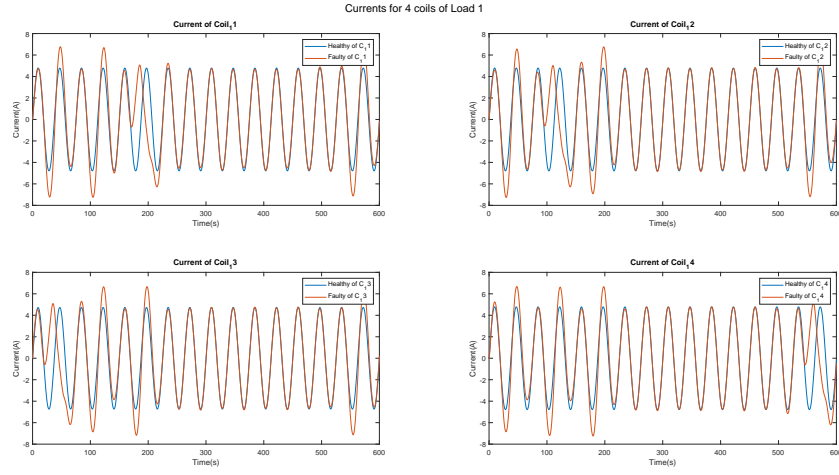 Currents for 4 coils of Load 1
Current of Coil₁1
Current(A)
8
6
4
2
0
-2
-4
-6
-8
Healthy of C₁1
Faulty of C₁1
0 100 200 300 400 500 600
Time(s)
Current of Coil₁2
Current(A)
8
6
4
2
0
-2
-4
-6
-8
Healthy of C₁2
Faulty of C₁2
0 100 200 300 400 500 600
Time(s)
Current of Coil₁3
Current(A)
8
6
4
2
0
-2
-4
-6
-8
Healthy of C₁3
Faulty of C₁3
0 100 200 300 400 500 600
Time(s)
Current of Coil₁4
Current(A)
8
6
4
2
0
-2
-4
-6
-8
Healthy of C₁4
Faulty of C₁4
0 100 200 300 400 500 600
Time(s)